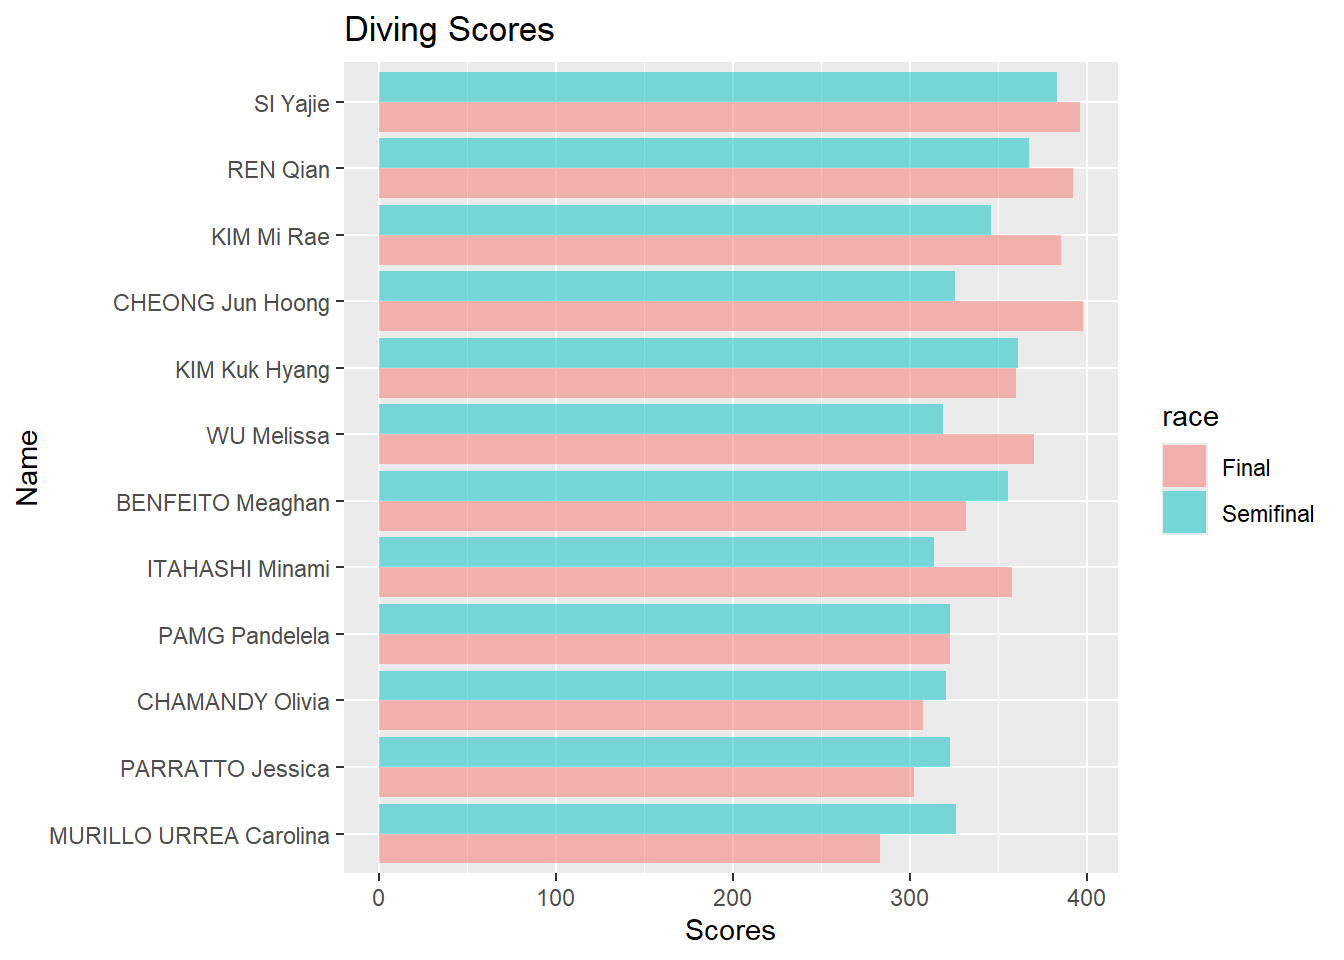 Diving Scores
SI Yajie
REN Qian
KIM Mi Rae
CHEONG Jun Hoong
KIM Kuk Hyang
WU Melissa
BENFEITO Meaghan
ITAHASHI Minami
PAMG Pandelela
CHAMANDY Olivia
PARRATTO Jessica
MURILLO URREA Carolina
Name
0 100 200 300 400
Scores
race
Final
Semifinal